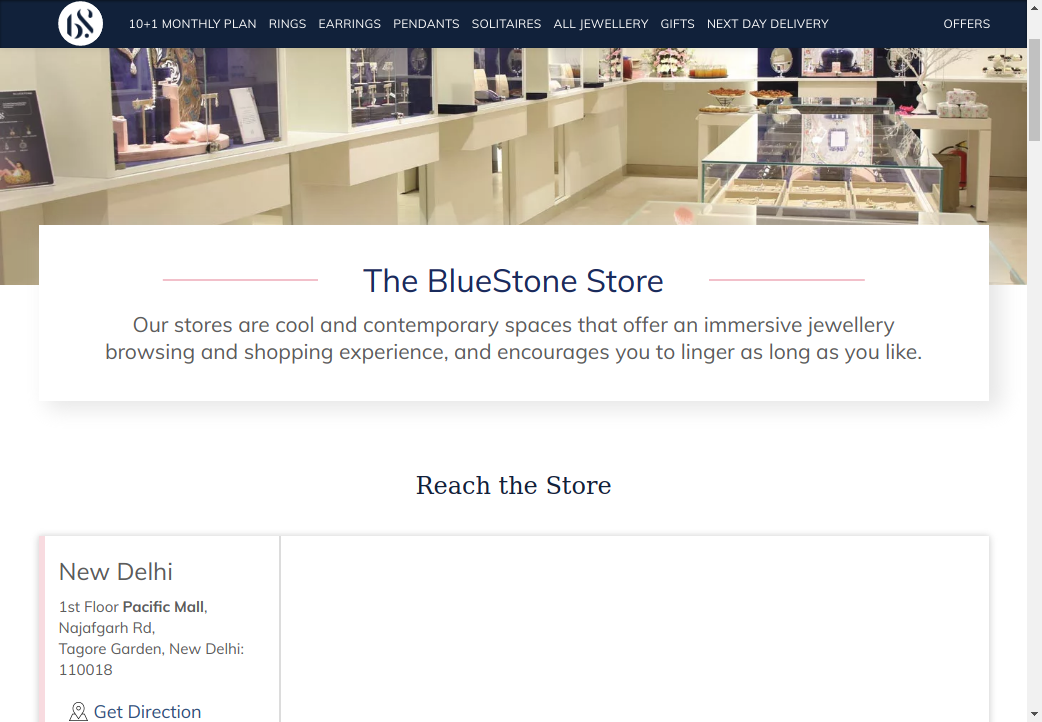 BS
10+1 MONTHLY PLAN RINGS EARRINGS PENDANTS SOLITAIRES ALL JEWELLERY GIFTS NEXT DAY DELIVERY OFFERS
The BlueStone Store
Our stores are cool and contemporary spaces that offer an immersive jewellery
browsing and shopping experience, and encourages you to linger as long as you like.
Reach the Store
New Delhi
1st Floor Pacific Mall,
Najafgarh Rd,
Tagore Garden, New Delhi:
110018
Get Direction